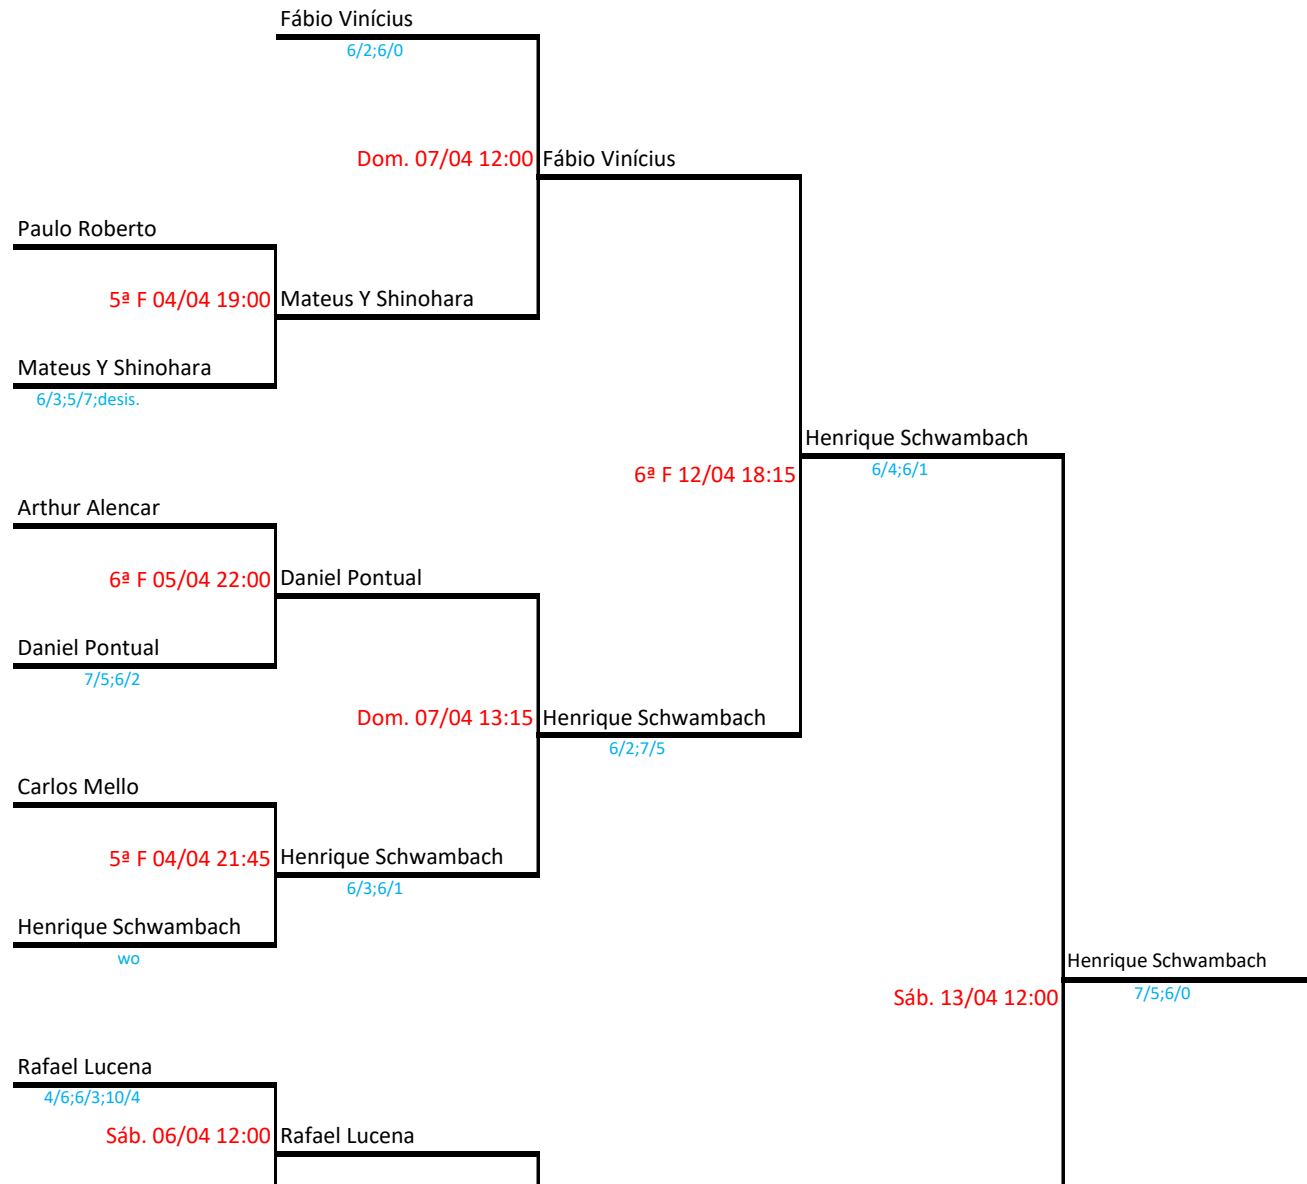 Fábio Vinícius
6/2;6/0
Dom. 07/04 12:00
Fábio Vinícius
Paulo Roberto
5ª F 04/04 19:00
Mateus Y Shinohara
Mateus Y Shinohara
6/3;5/7;desis.
Henrique Schwambach
6/4;6/1
6ª F 12/04 18:15
Arthur Alencar
6ª F 05/04 22:00
Daniel Pontual
Daniel Pontual
7/5;6/2
Dom. 07/04 13:15
Henrique Schwambach
6/2;7/5
Carlos Mello
5ª F 04/04 21:45
Henrique Schwambach
6/3;6/1
Henrique Schwambach
wo
Henrique Schwambach
7/5;6/0
Sáb. 13/04 12:00
Rafael Lucena
4/6;6/3;10/4
Sáb. 06/04 12:00
Rafael Lucena